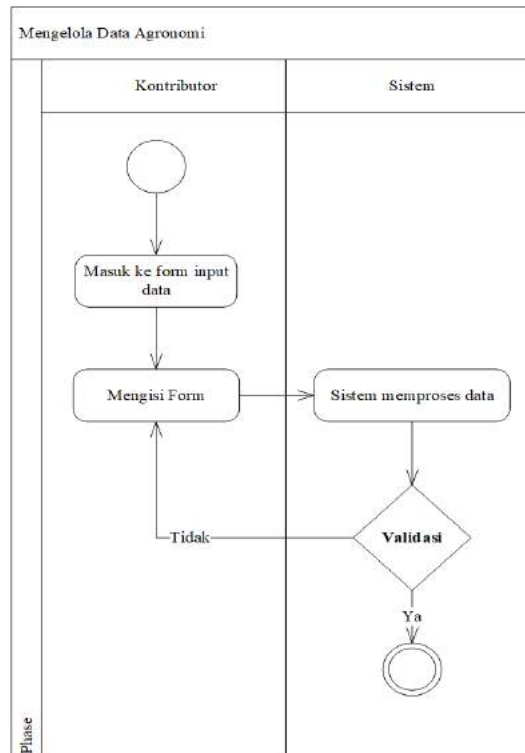 Mengelola Data Agronomi
Kontributor
Sistem
Masuk ke form input
data
Mengisi Form
Sistem memproses data
Validasi
Tidak
Ya
Phase